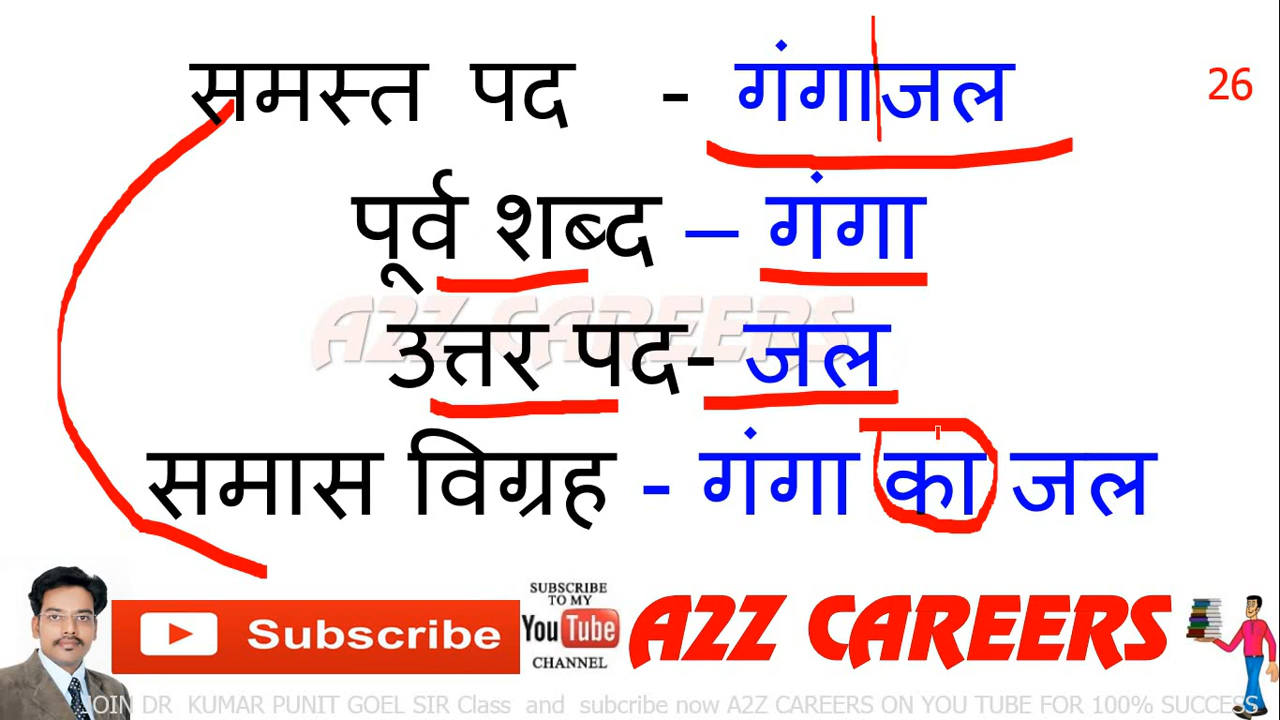 समस्त पद - गंगाजल
26
पूर्व शब्द – गंगा
A2Z CAREERS
उत्तर पद- जल
समास विग्रह - गंगा का जल
Subscribe
SUBSCRIBE
TO MY
YouTube
CHANNEL
A2Z CAREERS
JOIN DR KUMAR PUNIT GOEL SIR Class and subcribe now A2Z CAREERS ON YOU TUBE FOR 100% SUCCESS